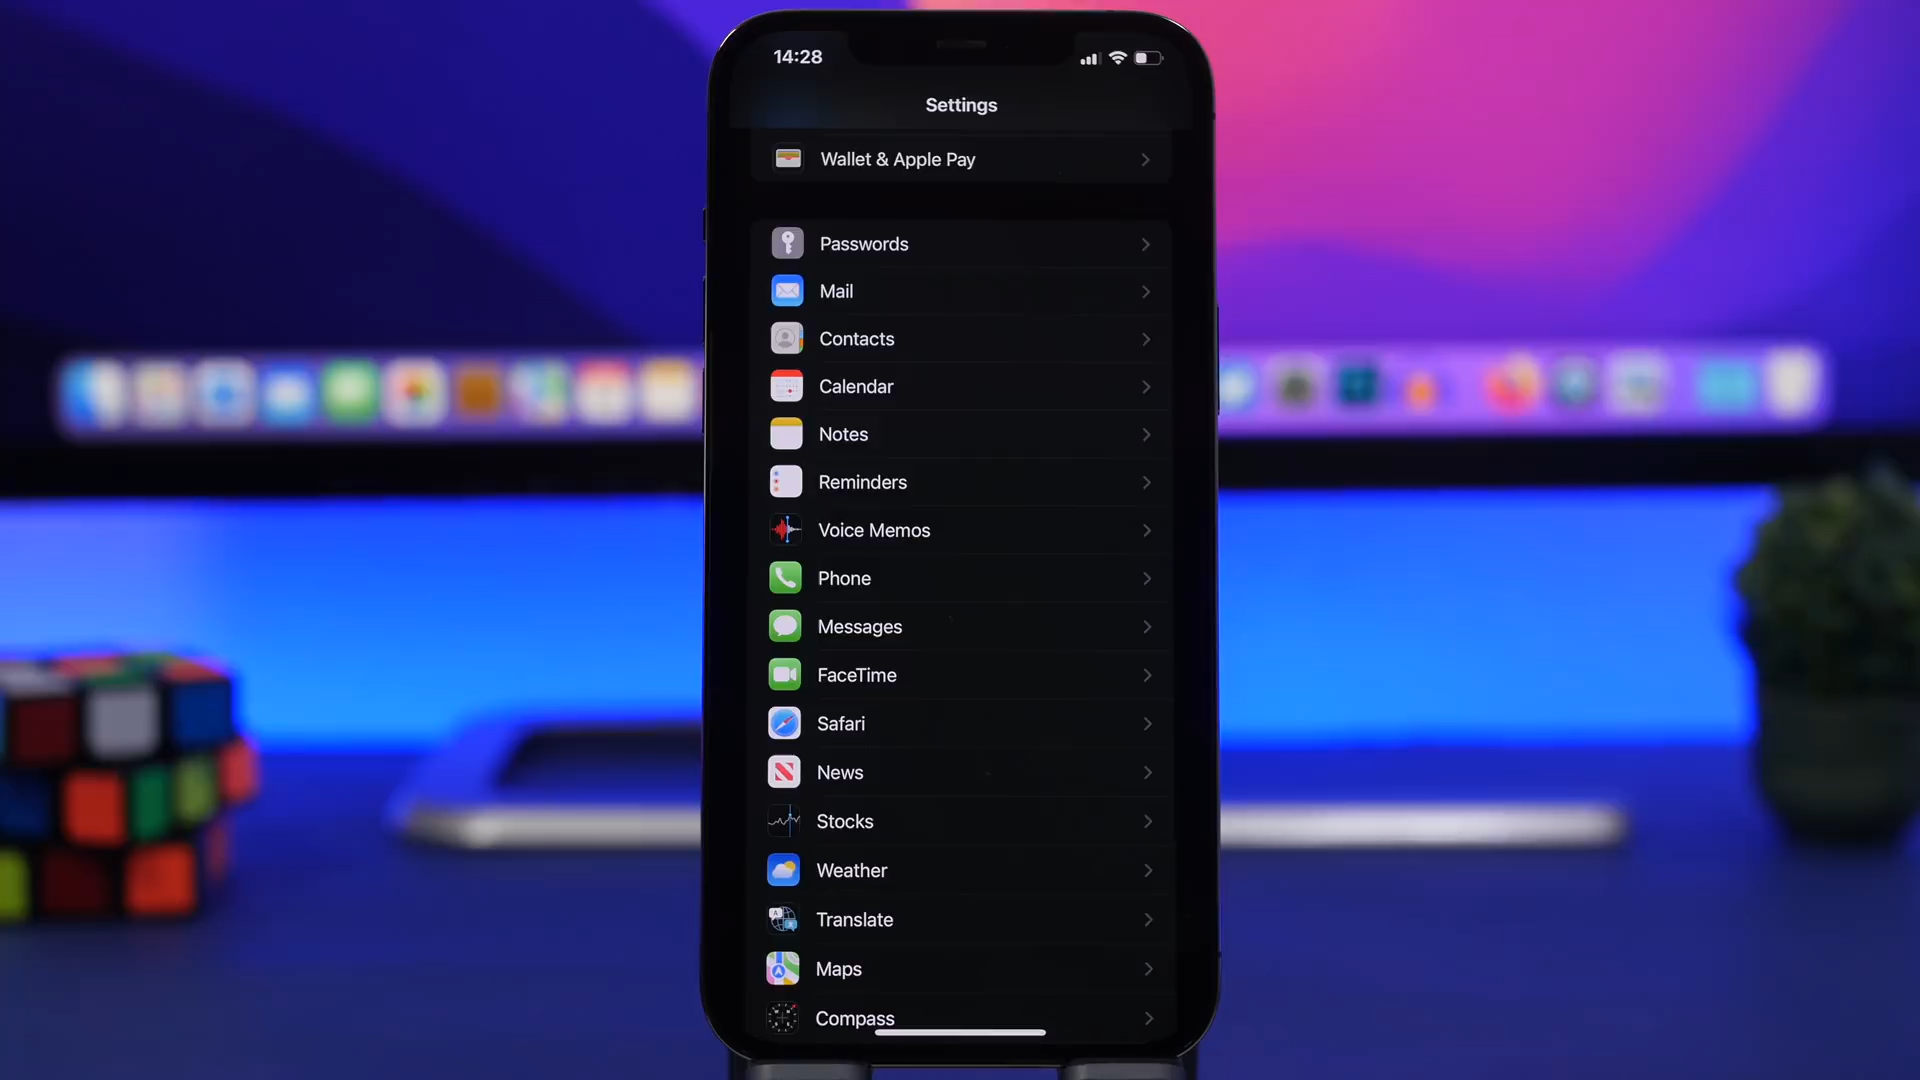 14:28
Settings
Wallet & Apple Pay
Passwords
Mail
Contacts
Calendar
Notes
Reminders
Voice Memos
Phone
Messages
FaceTime
Safari
News
Stocks
Weather
Translate
Maps
Compass